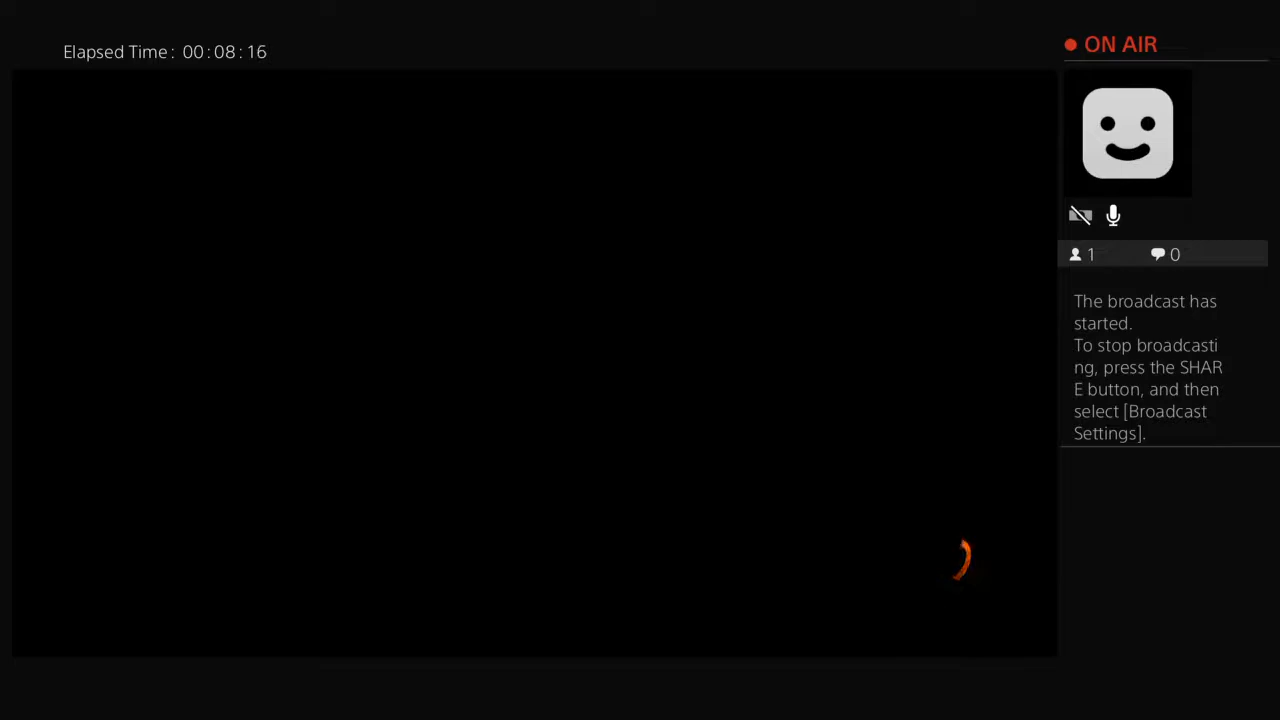 Elapsed Time: 00:08:16
ON AIR
1
0
The broadcast has
started.
To stop broadcasti
ng, press the SHAR
E button, and then
select [Broadcast
Settings].